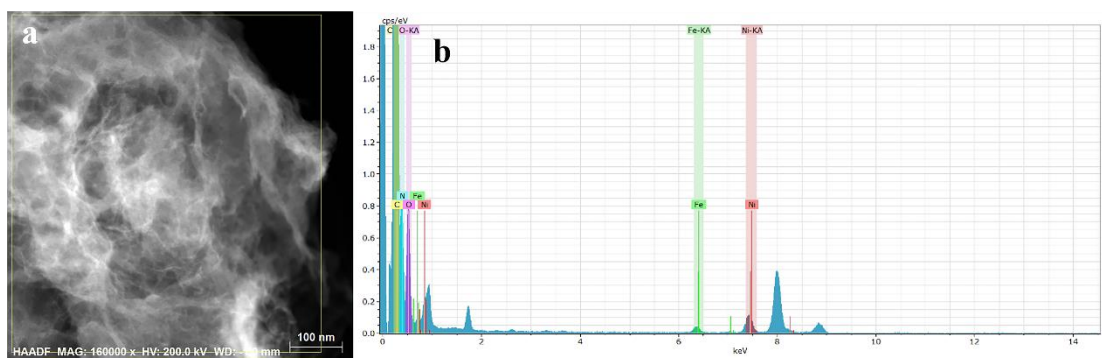 a
100 nm
HAADF MAG: 160000 x HV: 200.0 kV WD:
b
cps/eV
C O-KA Fe-KA Ni-KA
1.8
1.6
1.4
1.2
1.0
0.8
N Fe
C O Ni Fe Ni
0.6
0.4
0.2
0.0
0 2 4 6 8 10 12 14
keV